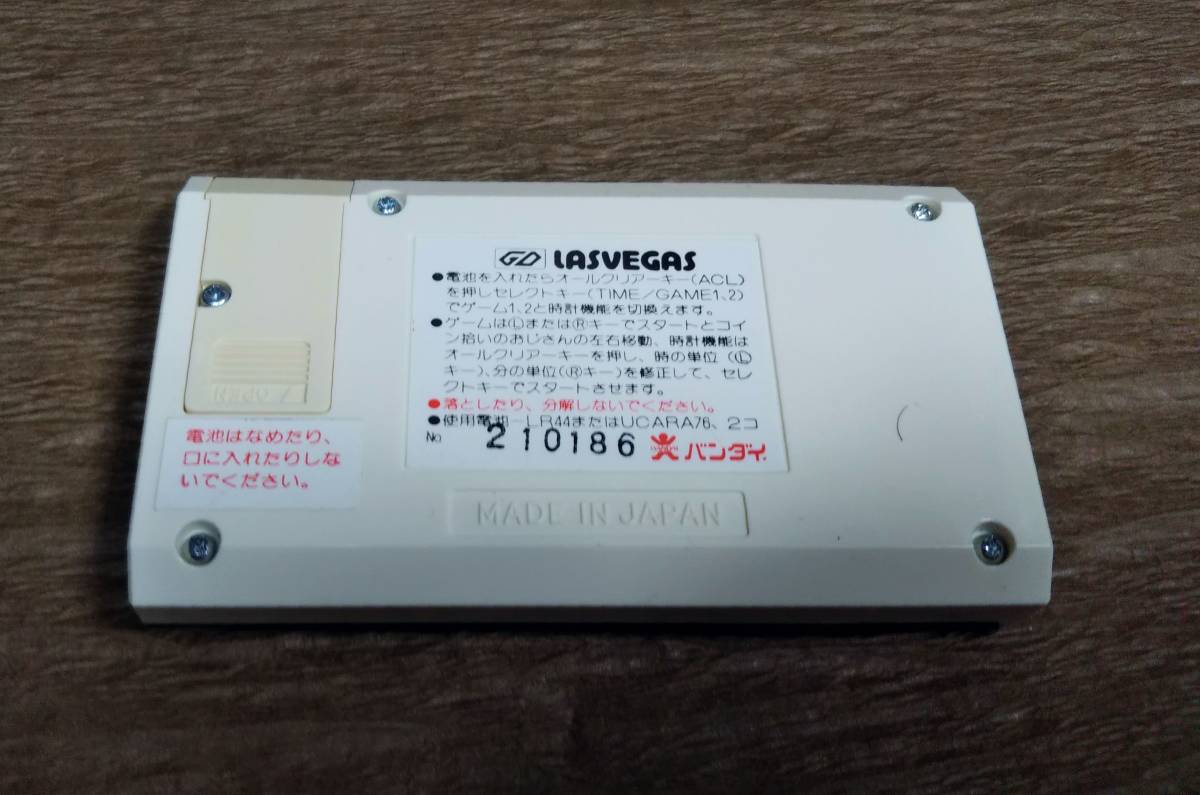 GD LASVEGAS
●電池を入れたらオールクリアーキー(ACL)
を押しセレクトキー(TIME/GAME1、2)
でゲーム1、2と時計機能を切換えます。
●ゲームはⓁまたはⓇキーでスタートとコイ
ン拾いのおじさんの左右移動、時計機能は
オールクリアーキーを押し、時の単位(Ⓛ
キー)、分の単位(Ⓡキー)を修正して、セレ
クトキーでスタートさせます。
●落としたり、分解しないでください。
●使用電池-LR44またはUCARA76、2コ
No. 210186 バンダイ
OPEN
電池はなめたり、
口に入れたりしな
いでください。
MADE IN JAPAN